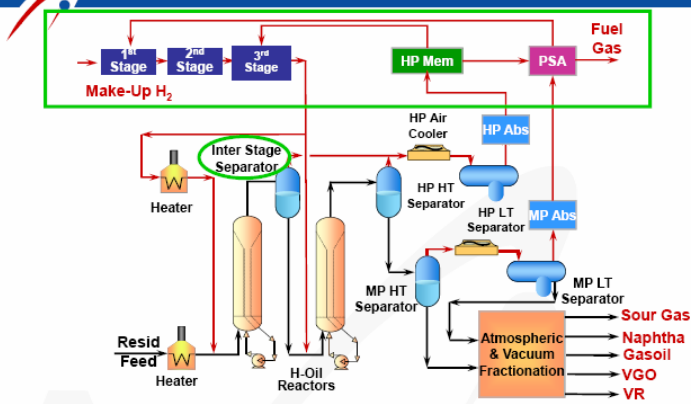 Fuel
Gas
1st
Stage
2nd
Stage
3rd
Stage
HP Mem
PSA
Make-Up H2
HP Air
Cooler
HP Abs
Inter Stage
Separator
Heater
HP HT
Separator
HP LT
Separator
MP Abs
MP HT
Separator
MP LT
Separator
Sour Gas
Naphtha
Gasoil
VGO
VR
Atmospheric
& Vacuum
Fractionation
Resid
Feed
Heater
H-Oil
Reactors